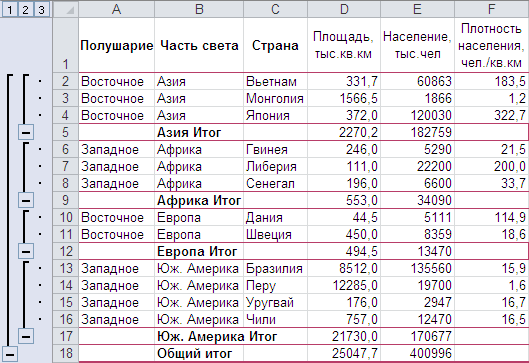 1 2 3
A B C D E F
1 Полушарие Часть света Страна Площадь, тыс.кв.км Население, тыс.чел Плотность населения, чел./кв.км
2 Восточное Азия Вьетнам 331,7 60863 183,5
3 Восточное Азия Монголия 1566,5 1866 1,2
4 Восточное Азия Япония 372,0 120030 322,7
5 Азия Итог 2270,2 182759
6 Западное Африка Гвинея 246,0 5290 21,5
7 Западное Африка Либерия 111,0 22200 200,0
8 Западное Африка Сенегал 196,0 6600 33,7
9 Африка Итог 553,0 34090
10 Восточное Европа Дания 44,5 5111 114,9
11 Восточное Европа Швеция 450,0 8359 18,6
12 Европа Итог 494,5 13470
13 Западное Юж. Америка Бразилия 8512,0 135560 15,9
14 Западное Юж. Америка Перу 12285,0 19700 1,6
15 Западное Юж. Америка Уругвай 176,0 2947 16,7
16 Западное Юж. Америка Чили 757,0 12470 16,5
17 Юж. Америка Итог 21730,0 170677
18 Общий итог 25047,7 400996